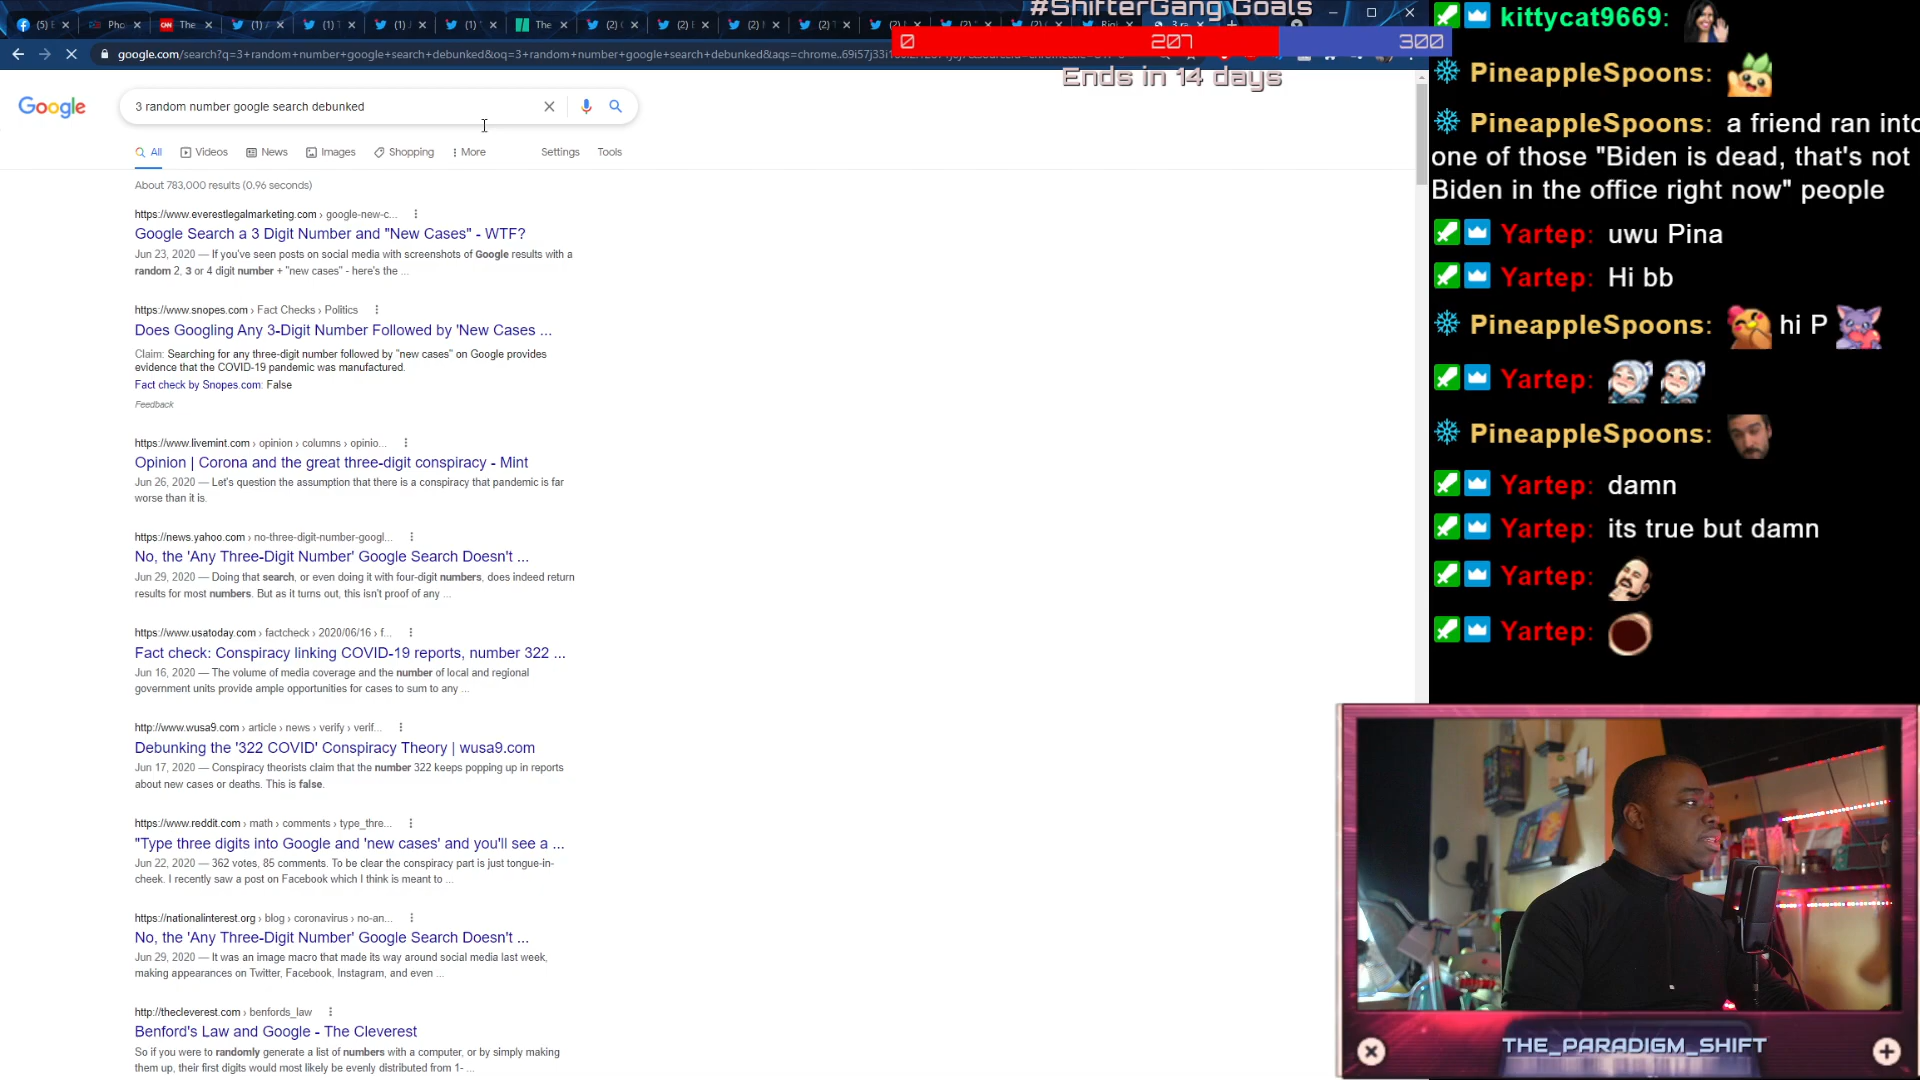 (5) E
Pho
The
(1) /
(1) T
(1) J
(1) '
The
(2) (
(2) E
(2) I
(2) T
#ShifterGang Goals
google.com/search?q=3+random+number+google+search+debunked&oq=3+random+number+google+search+debunked&aqs=chrome..69i57j33i1
0 207 300
Ends in 14 days
Google
3 random number google search debunked
All Videos News Images Shopping More Settings Tools
About 783,000 results (0.96 seconds)
https://www.everestlegalmarketing.com › google-new-c...
Google Search a 3 Digit Number and "New Cases" - WTF?
Jun 23, 2020 — If you've seen posts on social media with screenshots of Google results with a
random 2, 3 or 4 digit number + "new cases" - here's the ...
https://www.snopes.com › Fact Checks › Politics
Does Googling Any 3-Digit Number Followed by 'New Cases ...
Claim: Searching for any three-digit number followed by "new cases" on Google provides
evidence that the COVID-19 pandemic was manufactured.
Fact check by Snopes.com: False
Feedback
https://www.livemint.com › opinion › columns › opinio...
Opinion | Corona and the great three-digit conspiracy - Mint
Jun 26, 2020 — Let's question the assumption that there is a conspiracy that pandemic is far
worse than it is.
https://news.yahoo.com › no-three-digit-number-googl...
No, the 'Any Three-Digit Number' Google Search Doesn't ...
Jun 29, 2020 — Doing that search, or even doing it with four-digit numbers, does indeed return
results for most numbers. But as it turns out, this isn't proof of any ...
https://www.usatoday.com › factcheck › 2020/06/16 › f...
Fact check: Conspiracy linking COVID-19 reports, number 322 ...
Jun 16, 2020 — The volume of media coverage and the number of local and regional
government units provide ample opportunities for cases to sum to any ...
http://www.wusa9.com › article › news › verify › verif...
Debunking the '322 COVID' Conspiracy Theory | wusa9.com
Jun 17, 2020 — Conspiracy theorists claim that the number 322 keeps popping up in reports
about new cases or deaths. This is false.
https://www.reddit.com › math › comments › type_thre...
"Type three digits into Google and 'new cases' and you'll see a ...
Jun 22, 2020 — 362 votes, 85 comments. To be clear the conspiracy part is just tongue-in-
cheek. I recently saw a post on Facebook which I think is meant to ...
https://nationalinterest.org › blog › coronavirus › no-an...
No, the 'Any Three-Digit Number' Google Search Doesn't ...
Jun 29, 2020 — It was an image macro that made its way around social media last week,
making appearances on Twitter, Facebook, Instagram, and even ...
http://thecleverest.com › benfords_law
Benford's Law and Google - The Cleverest
So if you were to randomly generate a list of numbers with a computer, or by simply making
them up, their first digits would most likely be evenly distributed from 1- ...
kittycat9669:
PineappleSpoons:
PineappleSpoons: a friend ran into
one of those "Biden is dead, that's not
Biden in the office right now" people
Yartep: uwu Pina
Yartep: Hi bb
PineappleSpoons: hi P
Yartep:
PineappleSpoons:
Yartep: damn
Yartep: its true but damn
Yartep:
Yartep:
THE_PARADIGM_SHIFT